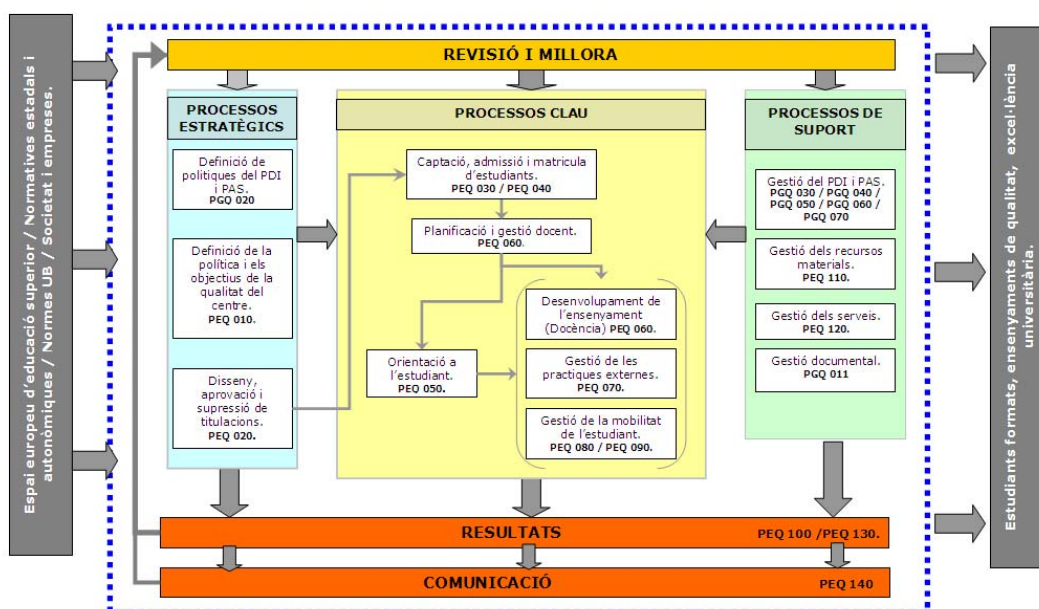 Espai europeu d'educació superior / Normatives estadals i
autonòmiques / Normes UB / Societat i empreses.
REVISIÓ I MILLORA
PROCESSOS
ESTRATÈGICS
Definició de
politiques del PDI
i PAS.
PGQ 020
Definició de la
política i els
objectius de la
qualitat del
centre.
PEQ 010.
Disseny,
aprovació i
supressió de
titulacions.
PEQ 020.
PROCESSOS CLAU
Captació, admissió i matricula
d'estudiants.
PEQ 030 / PEQ 040
Planificació i gestió docent.
PEQ 060.
Desenvolupament de
l'ensenyament
(Docència) PEQ 060.
Orientació a
l'estudiant.
PEQ 050.
Gestió de les
practiques externes.
PEQ 070.
Gestió de la mobilitat
de l'estudiant.
PEQ 080 / PEQ 090.
PROCESSOS DE
SUPORT
Gestió del PDI i PAS.
PGQ 030 / PGQ 040 /
PGQ 050 / PGQ 060 /
PGQ 070
Gestió dels recursos
materials.
PEQ 110.
Gestió dels serveis.
PEQ 120.
Gestió documental.
PGQ 011
RESULTATS
PEQ 100 /PEQ 130.
COMUNICACIÓ
PEQ 140
Estudiants formats, ensenyaments de qualitat, excel·lència
universitària.